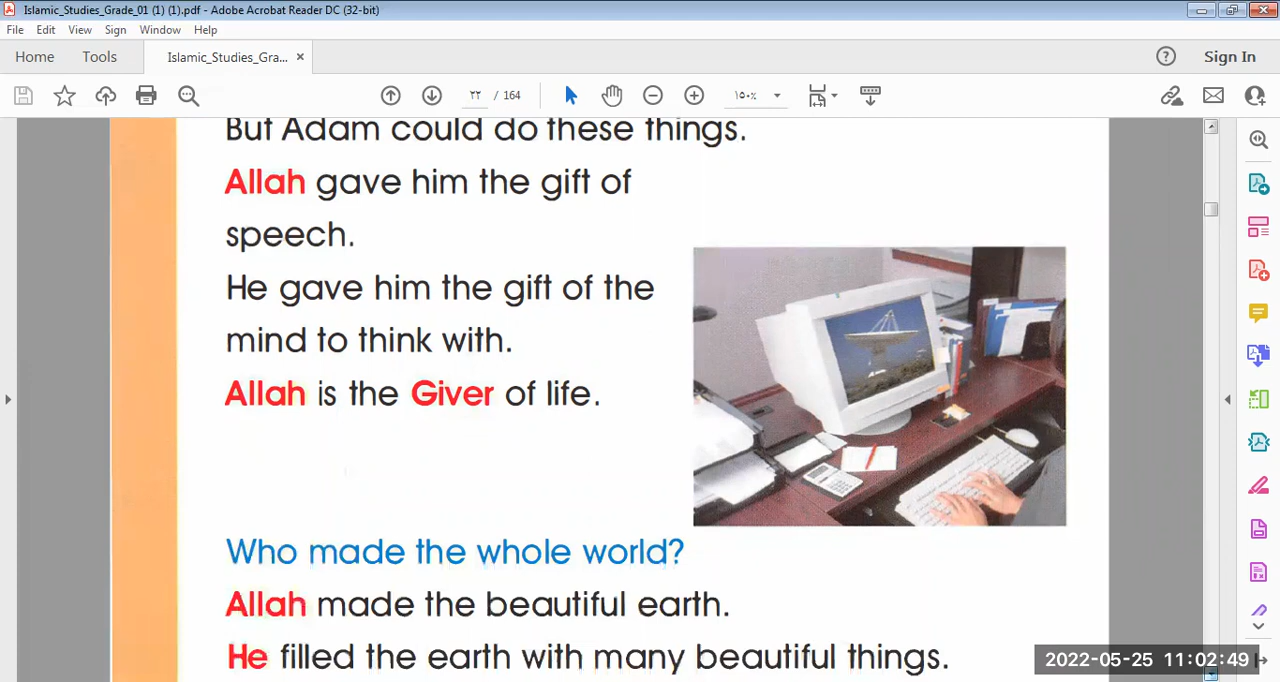 Islamic_Studies_Grade_01 (1) (1).pdf - Adobe Acrobat Reader DC (32-bit)
File Edit View Sign Window Help
Home Tools Islamic_Studies_Gra... × Sign In
٢٢ / 164 ١٥٠٪
But Adam could do these things.
Allah gave him the gift of
speech.
He gave him the gift of the
mind to think with.
Allah is the Giver of life.
Who made the whole world?
Allah made the beautiful earth.
He filled the earth with many beautiful things.
2022-05-25 11:02:49